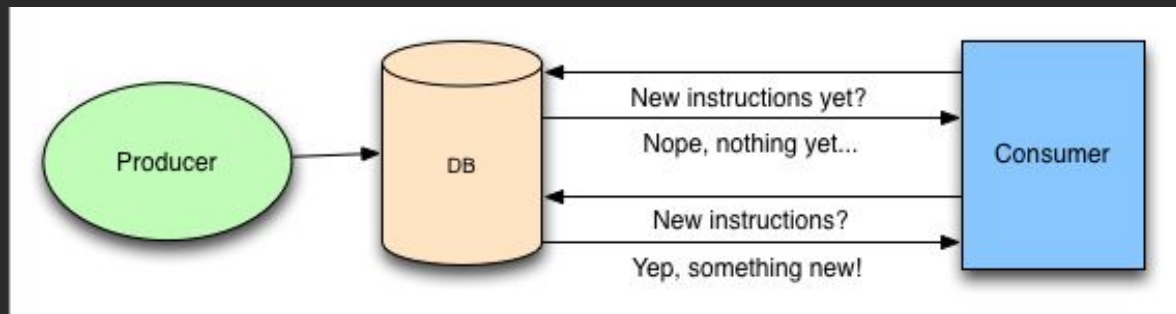 Producer
DB
New instructions yet?
Nope, nothing yet...
New instructions?
Yep, something new!
Consumer